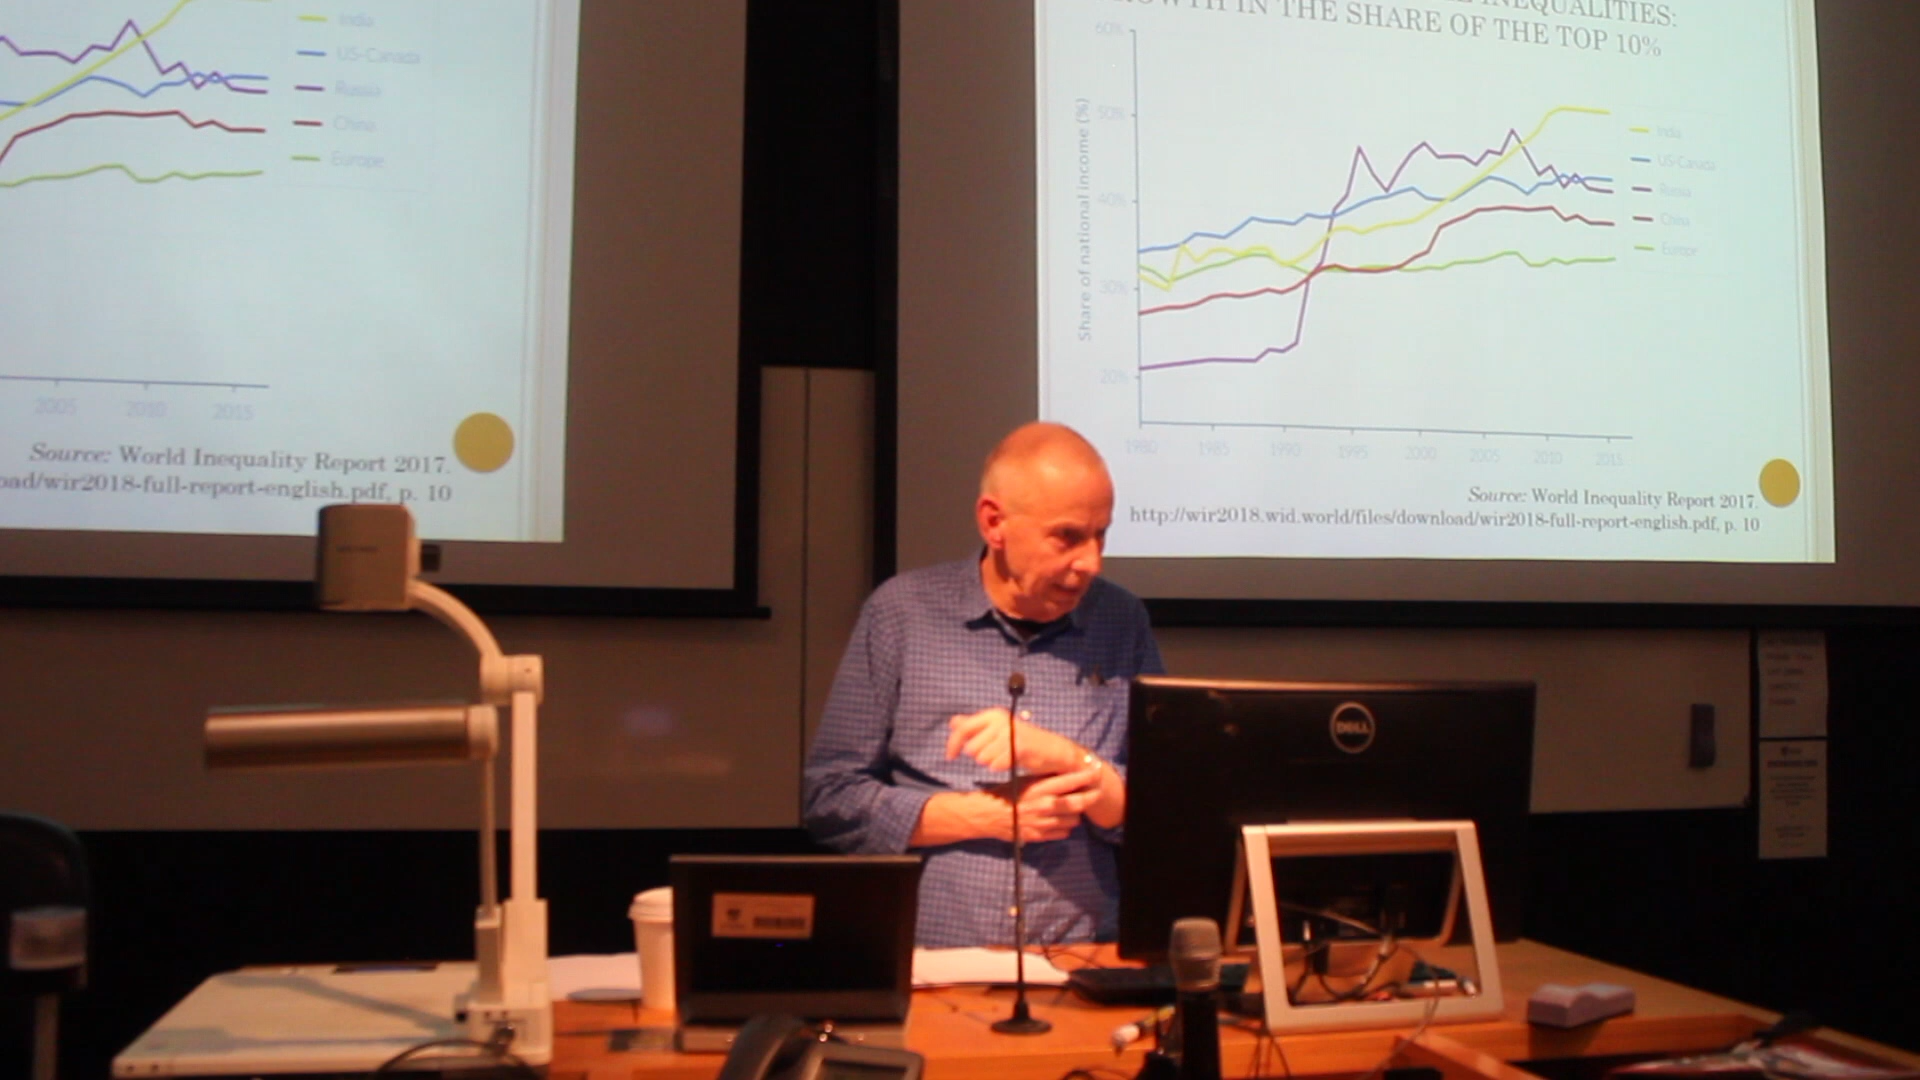 India
US-Canada
Russia
China
Europe
2005 2010 2015
Source: World Inequality Report 2017.
oad/wir2018-full-report-english.pdf, p. 10
INEQUALITIES:
GROWTH IN THE SHARE OF THE TOP 10%
60%
50%
40%
30%
20%
Share of national income (%)
India
US-Canada
Russia
China
Europe
1980 1985 1990 1995 2000 2005 2010 2015
Source: World Inequality Report 2017.
http://wir2018.wid.world/files/download/wir2018-full-report-english.pdf, p. 10
DELL